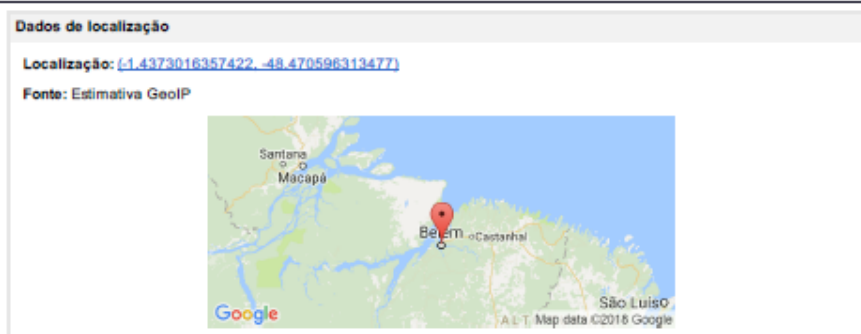 Dados de localização
Localização: (-1.4373016357422, -48.470596313477)
Fonte: Estimativa GeoIP
Santana
Macapá
Belém
Castanhal
São Luís
Google
Map data ©2016 Google